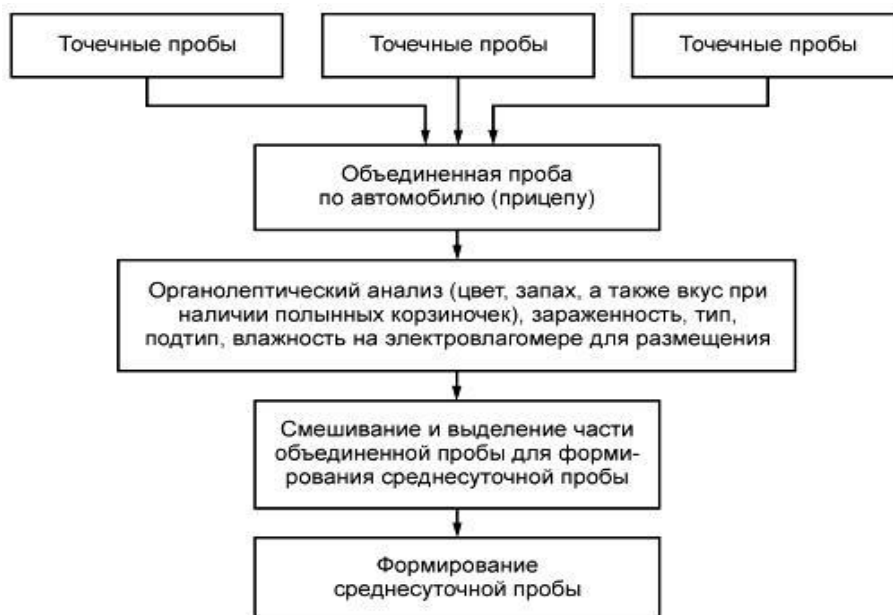 Точечные пробы
Точечные пробы
Точечные пробы
Объединенная проба
по автомобилю (прицепу)
Органолептический анализ (цвет, запах, а также вкус при
наличии полынных корзиночек), зараженность, тип,
подтип, влажность на электровлагомере для размещения
Смешивание и выделение части
объединенной пробы для форми-
рования среднесуточной пробы
Формирование
среднесуточной пробы